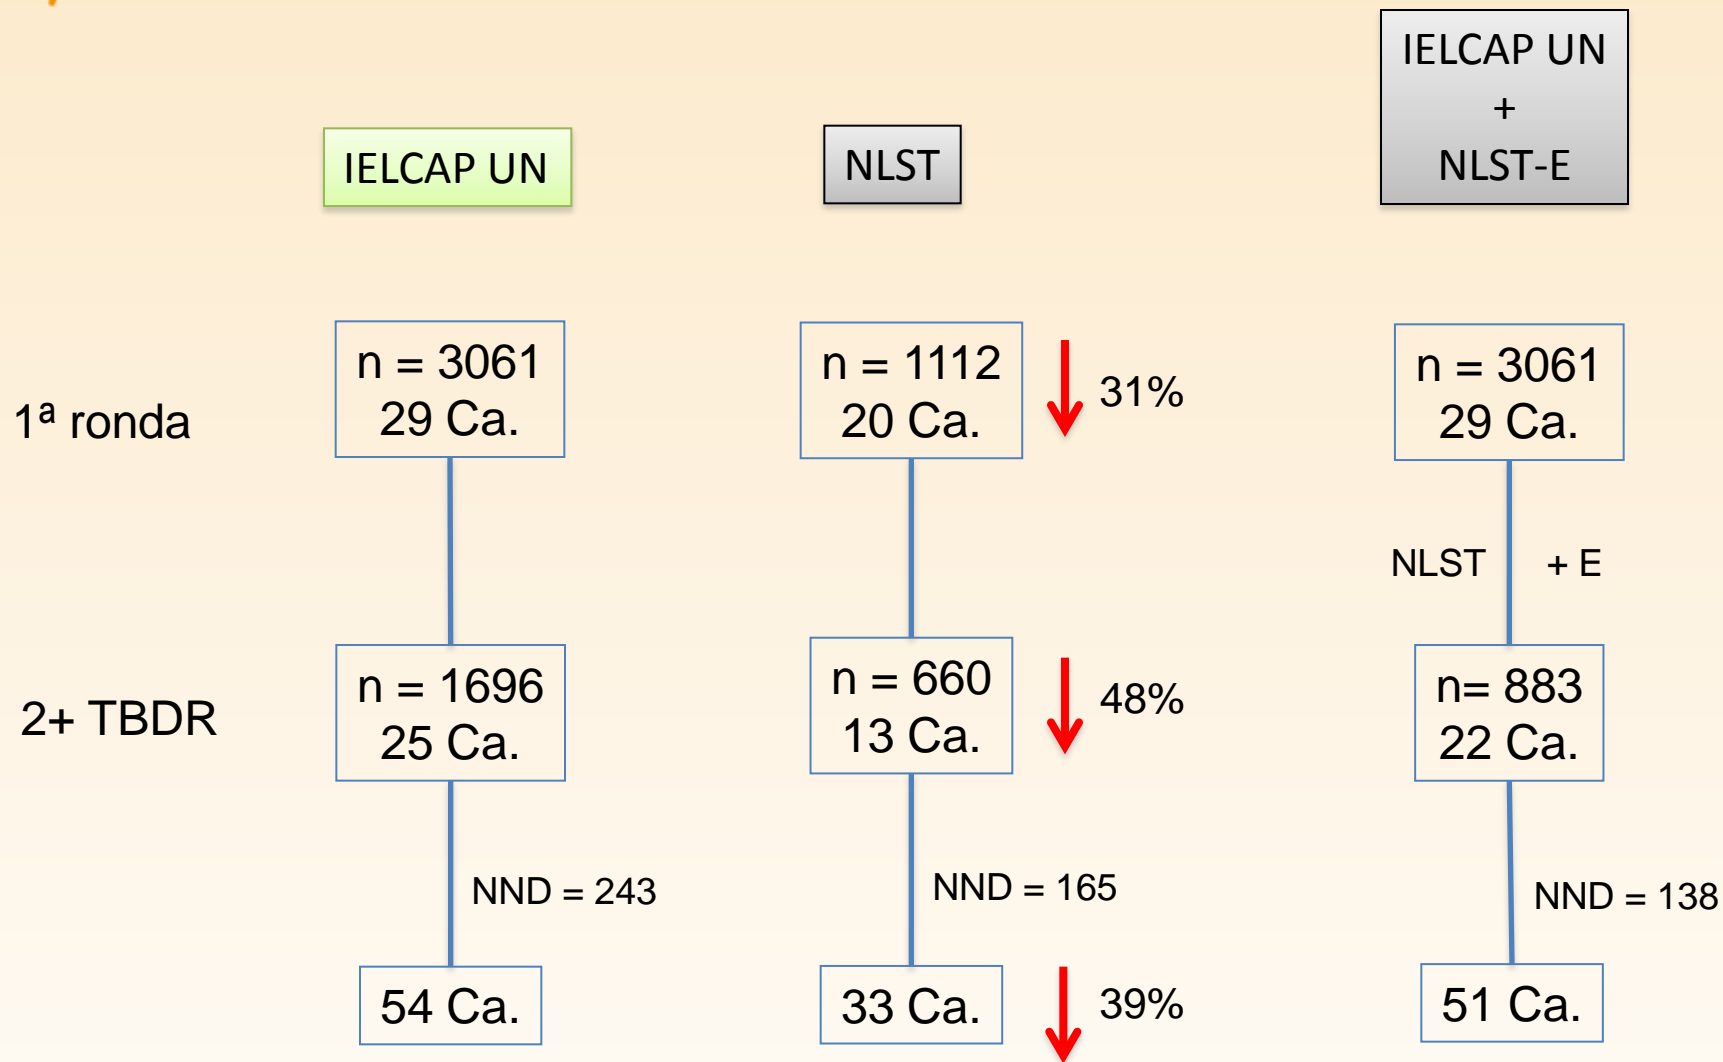 IELCAP UN
NLST
IELCAP UN
+
NLST-E
1ª ronda
n = 3061
29 Ca.
n = 1112
20 Ca.
31%
n = 3061
29 Ca.
NLST
+ E
2+ TBDR
n = 1696
25 Ca.
n = 660
13 Ca.
48%
n= 883
22 Ca.
NND = 243
NND = 165
NND = 138
54 Ca.
33 Ca.
39%
51 Ca.